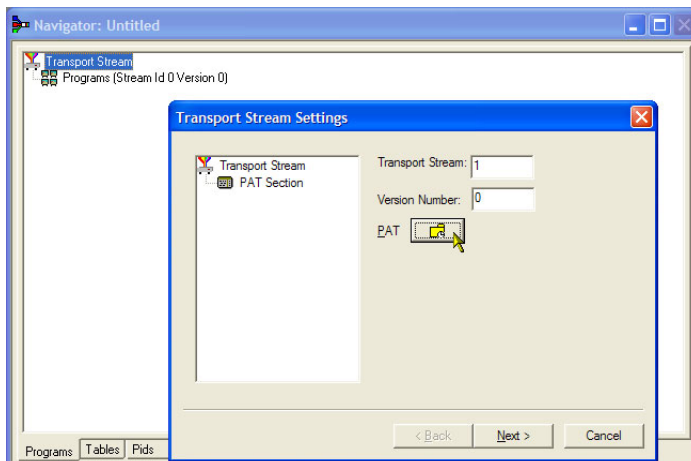 Navigator: Untitled
Transport Stream
Programs (Stream Id 0 Version 0)
Transport Stream Settings
Transport Stream
PAT Section
Transport Stream: 1
Version Number: 0
PAT
< Back
Next >
Cancel
Programs
Tables
Pids